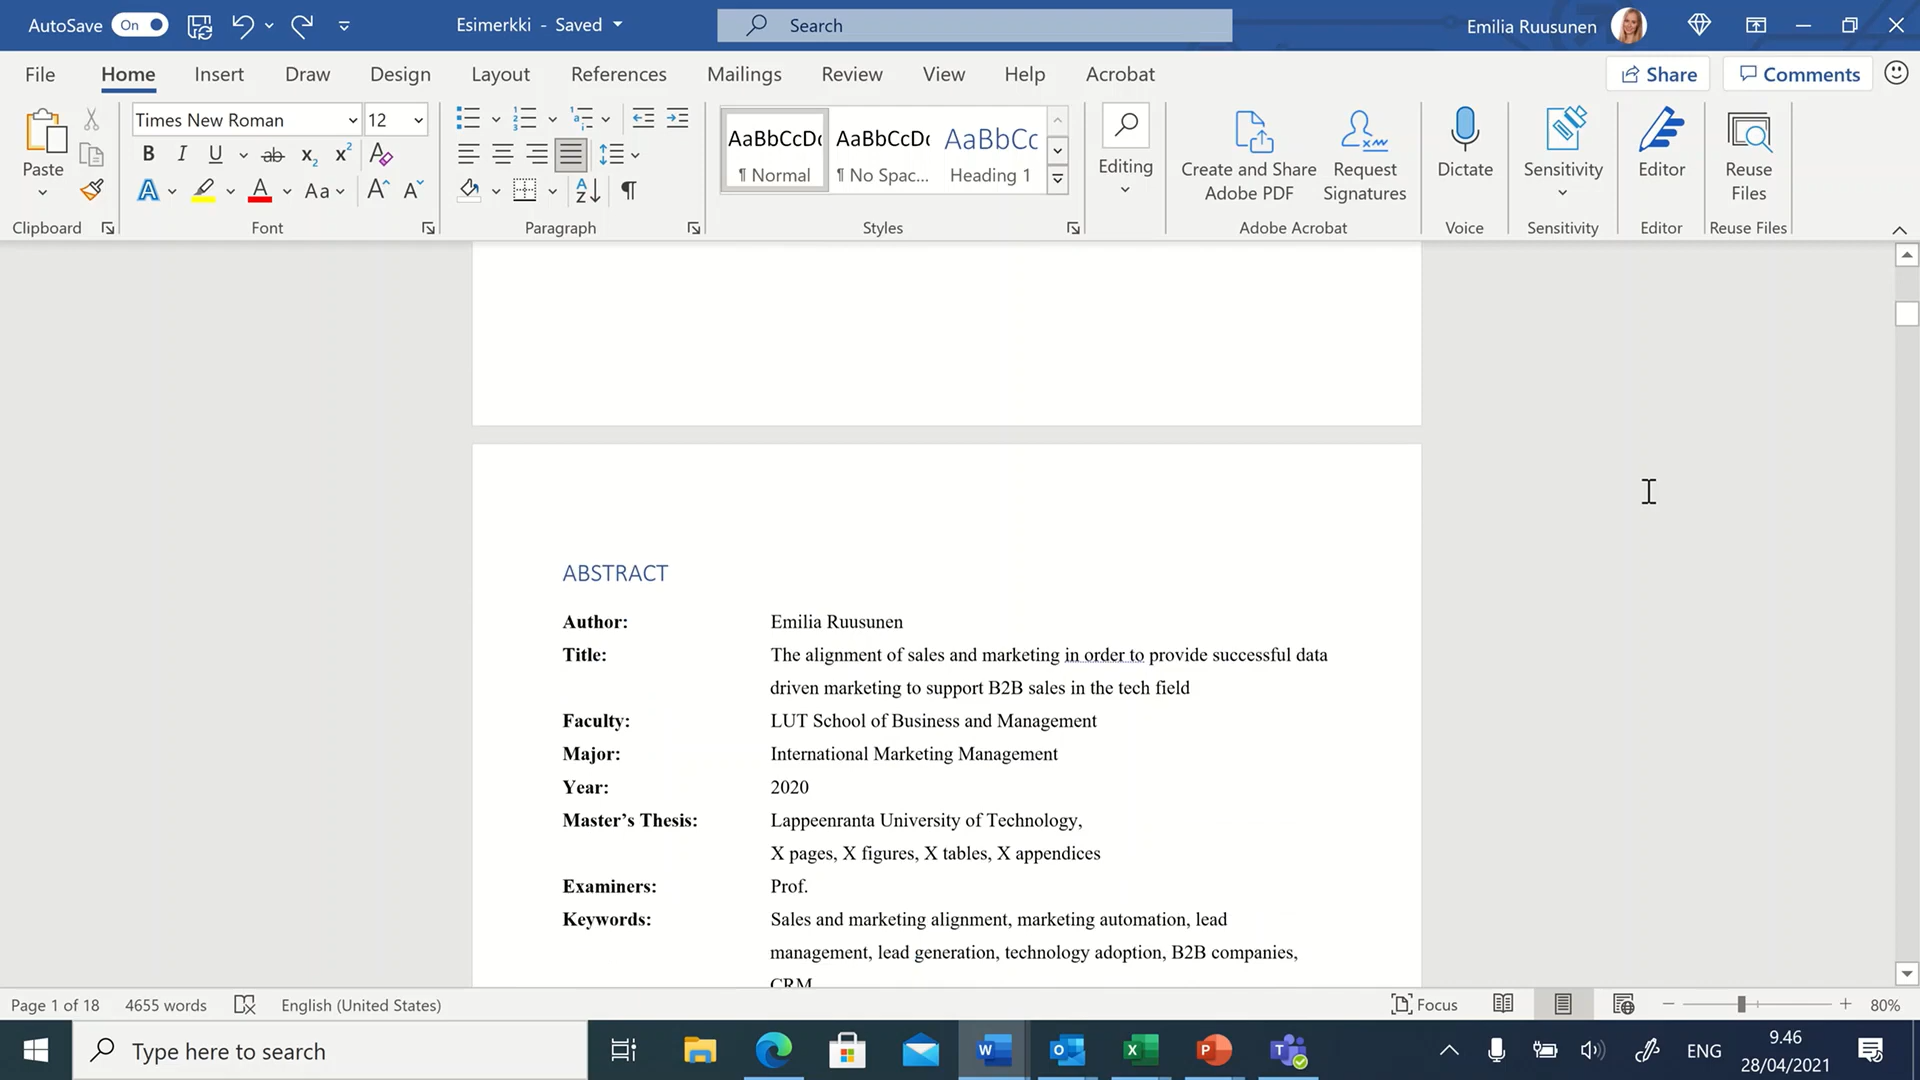 AutoSave On Esimerkki - Saved Search Emilia Ruusunen
File Home Insert Draw Design Layout References Mailings Review View Help Acrobat Share Comments
Times New Roman 12
AaBbCcDc AaBbCcDc AaBbCc
Paste ¶ Normal ¶ No Spac... Heading 1 Editing Create and Share Adobe PDF Request Signatures Dictate Sensitivity Editor Reuse Files
Clipboard Font Paragraph Styles Adobe Acrobat Voice Sensitivity Editor Reuse Files
ABSTRACT
Author: Emilia Ruusunen
Title: The alignment of sales and marketing in order to provide successful data
driven marketing to support B2B sales in the tech field
Faculty: LUT School of Business and Management
Major: International Marketing Management
Year: 2020
Master’s Thesis: Lappeenranta University of Technology,
X pages, X figures, X tables, X appendices
Examiners: Prof.
Keywords: Sales and marketing alignment, marketing automation, lead
management, lead generation, technology adoption, B2B companies,
CRM
Page 1 of 18 4655 words English (United States) Focus 80%
Type here to search ENG 9.46
28/04/2021